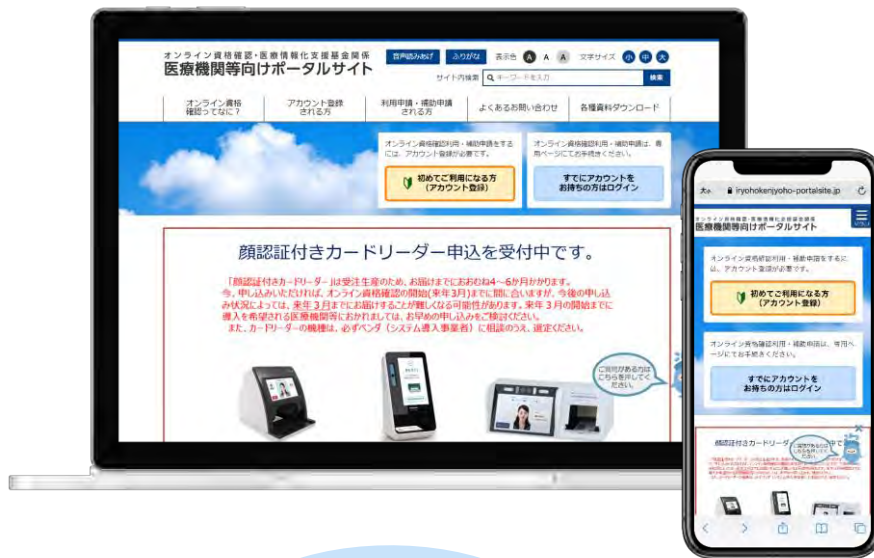 オンライン資格確認・医療情報化支援基金関係
医療機関等向けポータルサイト
音声読みあげ ふりがな 表示色 A A A 文字サイズ 小 中 大
サイト内検索 キーワードを入力 検索
オンライン資格
確認ってなに？
アカウント登録
される方
利用申請・補助申請
される方
よくあるお問い合わせ
各種資料ダウンロード
オンライン資格確認利用・補助申請をする
には、アカウント登録が必要です。
初めてご利用になる方
(アカウント登録)
オンライン資格確認利用・補助申請は、専
用ページにてお手続きください。
すでにアカウントを
お持ちの方はログイン
顔認証付きカードリーダー申込を受付中です。
「顔認証付きカードリーダー」は受注生産のため、お届けまでにおおむね4～6か月かかります。
今、申し込みいただければ、オンライン資格確認の開始(来年3月)までに間に合いますが、今後の申し込
み状況によっては、来年3月までにお届けすることが難しくなる可能性があります。来年3月の開始までに
導入を希望される医療機関等におかれましては、お早めの申し込みをご検討ください。
また、カードリーダーの機種は、必ずベンダ（システム導入事業者）に相談のうえ、選定ください。
ご質問がある方は
こちらを押してく
ださい。
大小 iryohokenjyoho-portalsite.jp
オンライン資格確認・医療情報化支援基金関係
医療機関等向けポータルサイト
オンライン資格確認利用・補助申請をするに
は、アカウント登録が必要です。
初めてご利用になる方
(アカウント登録)
オンライン資格確認利用・補助申請は、専用ペ
ージにてお手続きください。
すでにアカウントを
お持ちの方はログイン
顔認証付きカードリーダー
中で
ご質問がある方は
こちらを押してく
ださい。